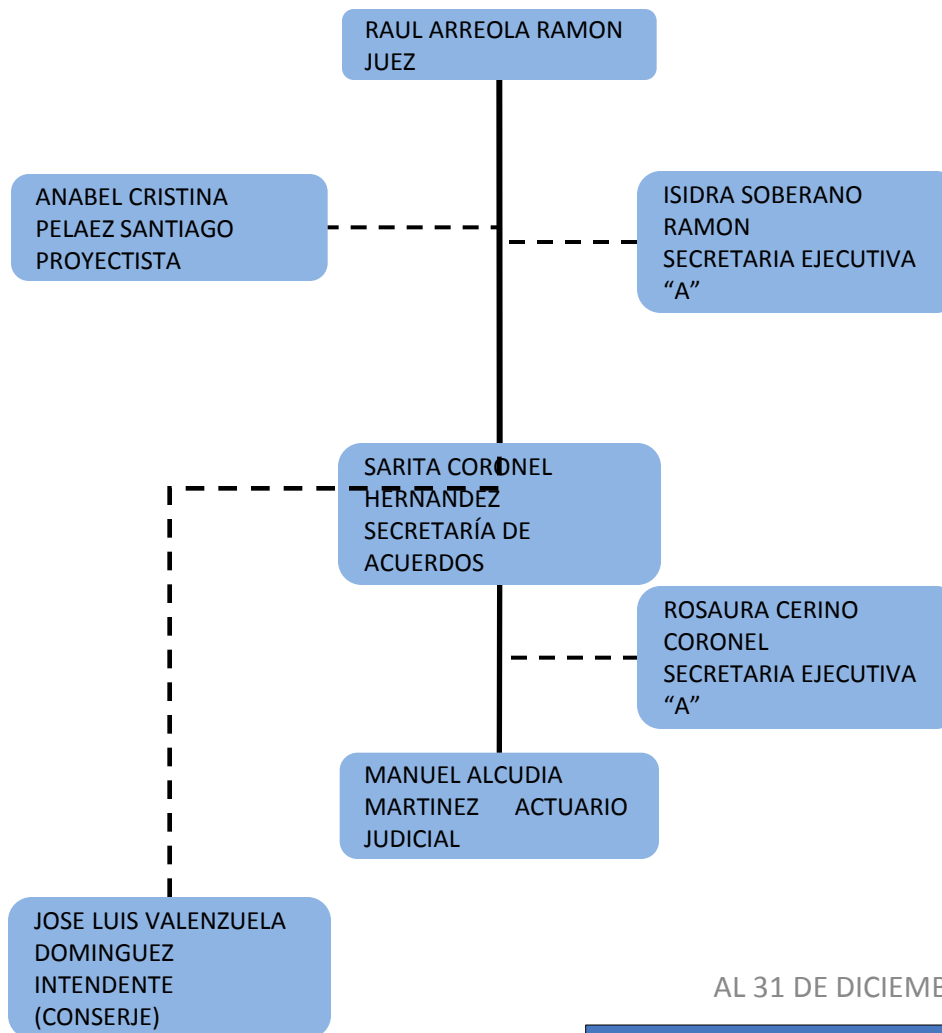 RAUL ARREOLA RAMON
JUEZ
ANABEL CRISTINA
PELAEZ SANTIAGO
PROYECTISTA
ISIDRA SOBERANO
RAMON
SECRETARIA EJECUTIVA
“A”
SARITA CORONEL
HERNANDEZ
SECRETARÍA DE
ACUERDOS
ROSAURA CERINO
CORONEL
SECRETARIA EJECUTIVA
“A”
MANUEL ALCUDIA
MARTINEZ ACTUARIO
JUDICIAL
JOSE LUIS VALENZUELA
DOMINGUEZ
INTENDENTE
(CONSERJE)
AL 31 DE DICIEMB